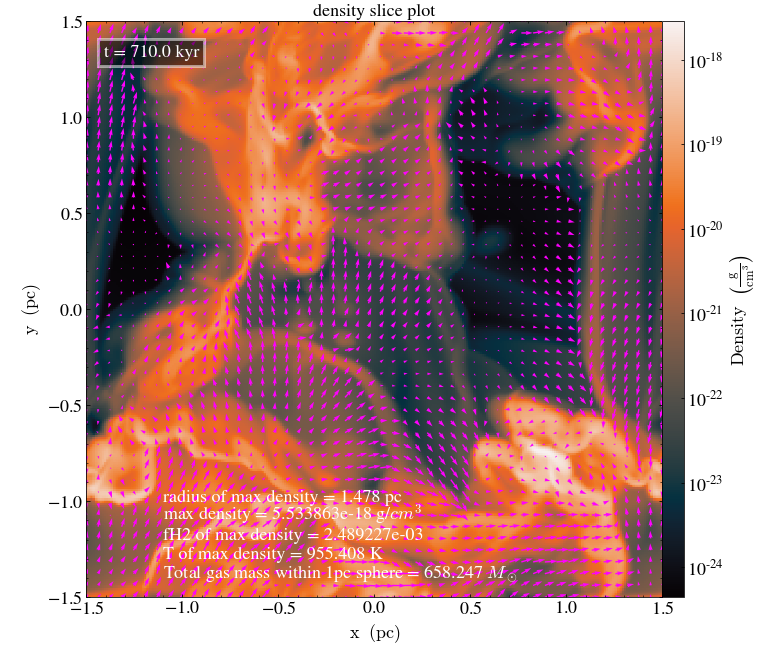 density slice plot
t = 710.0 kyr
1.5
1.0
0.5
0.0
−0.5
−1.0
−1.5
y (pc)
radius of max density = 1.478 pc
max density = 5.533863e-18 g/cm³
fH2 of max density = 2.489227e-03
T of max density = 955.408 K
Total gas mass within 1pc sphere = 658.247 M⊙
−1.5 −1.0 −0.5 0.0 0.5 1.0 1.5
x (pc)
10⁻¹⁸
10⁻¹⁹
10⁻²⁰
10⁻²¹
10⁻²²
10⁻²³
10⁻²⁴
Density (g/cm³)